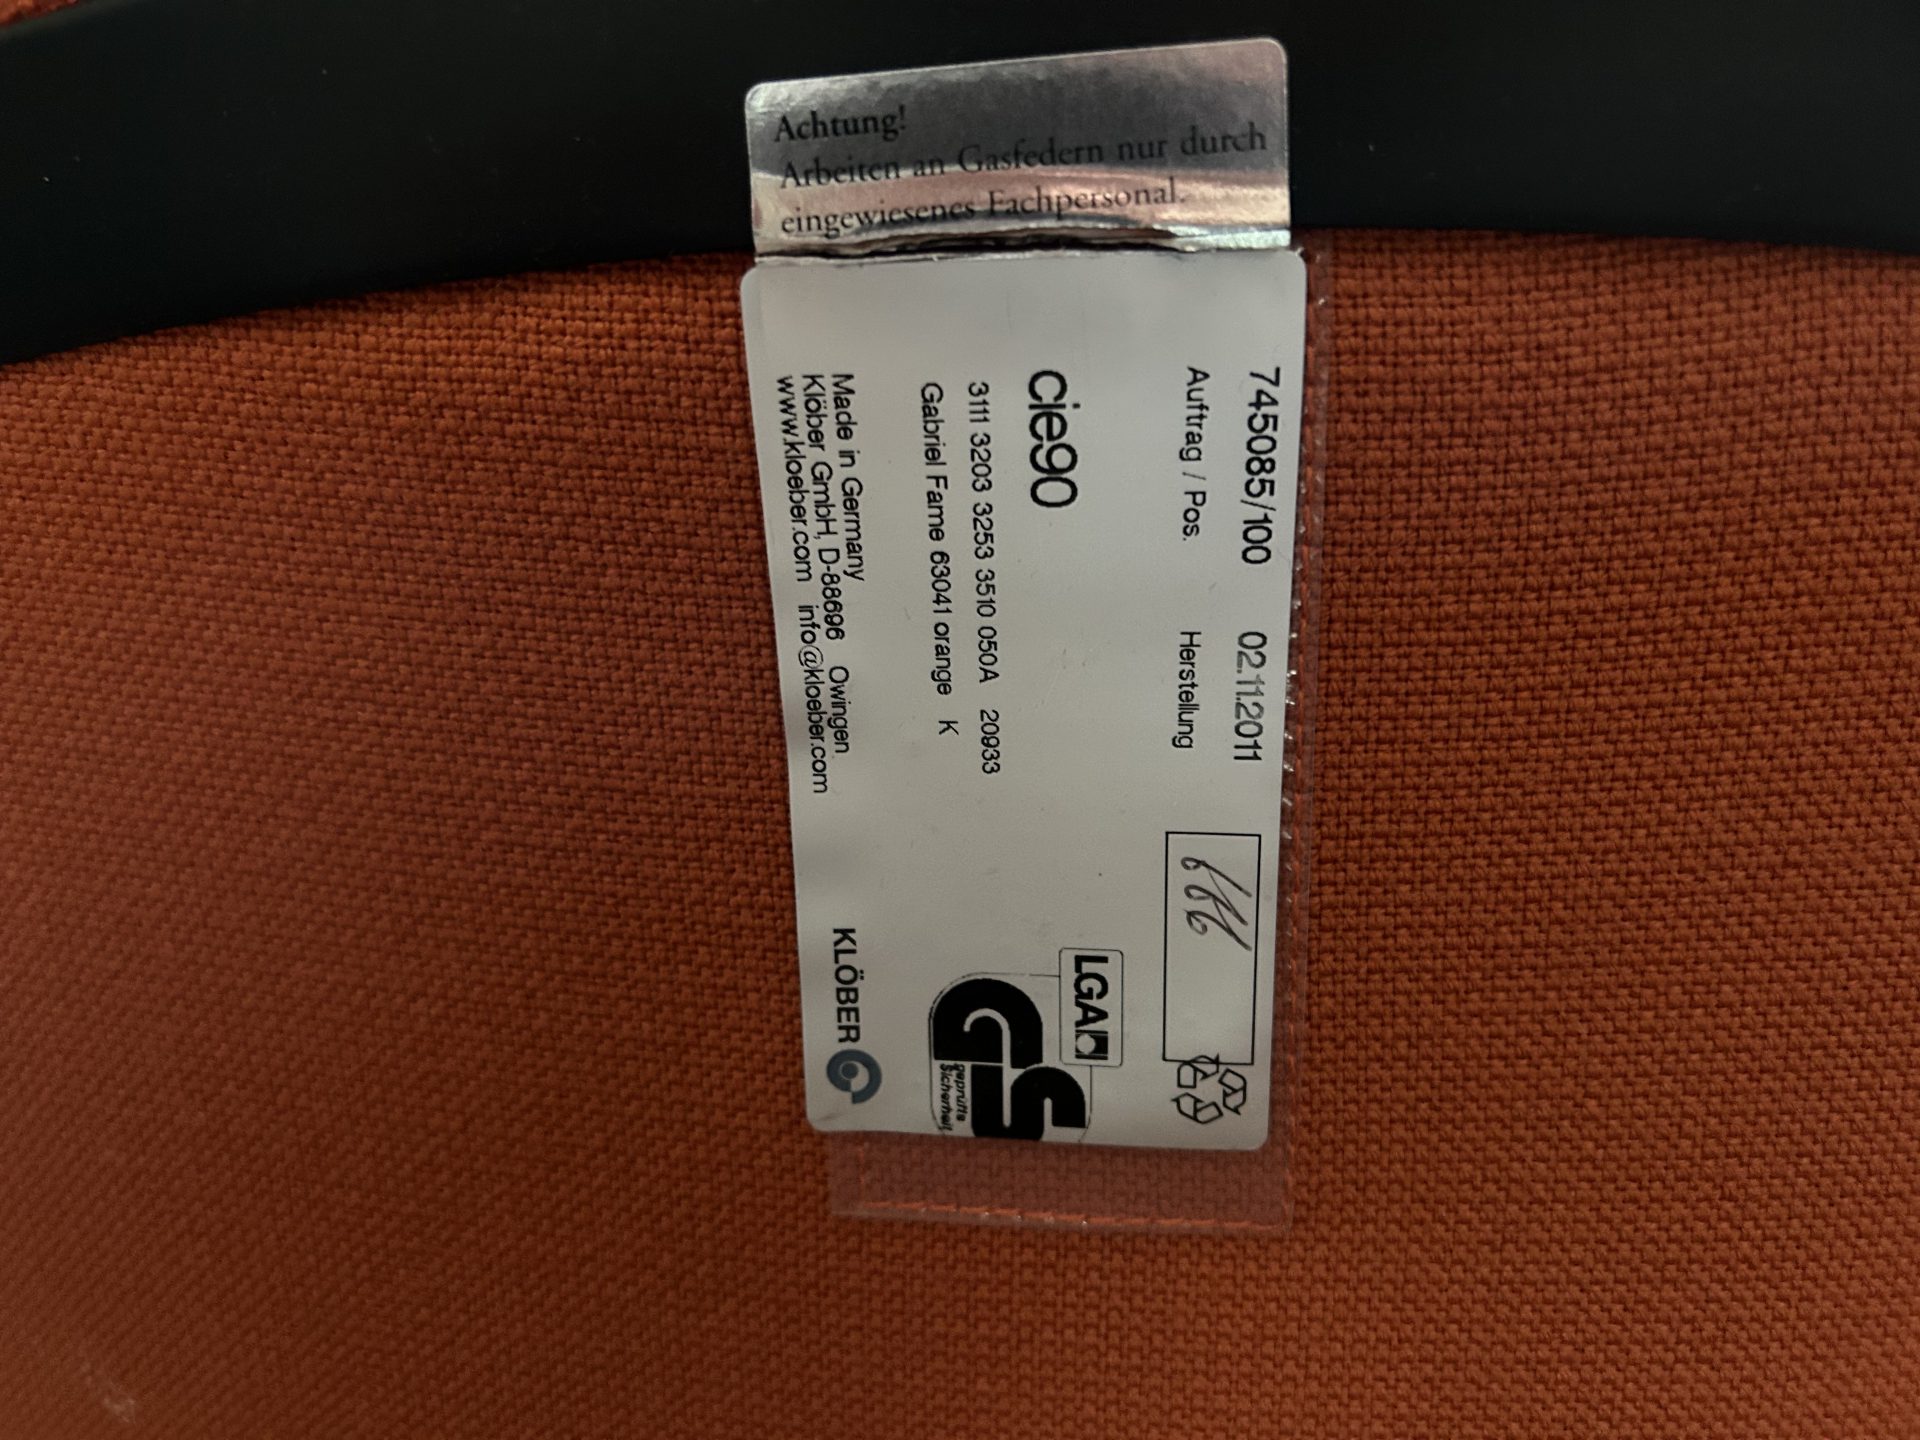 Achtung!
Arbeiten an Gasfedern nur durch
eingewiesenes Fachpersonal.
745085/100 02.11.2011
Auftrag / Pos. Herstellung
LGA
cie90
3111 3203 3253 3510 050A 20933
Gabriel Fame 63041 orange K
GS
geprüfte
Sicherheit
Made in Germany
Klöber GmbH, D-88696 Owingen
www.kloeber.com info@kloeber.com
KLÖBER